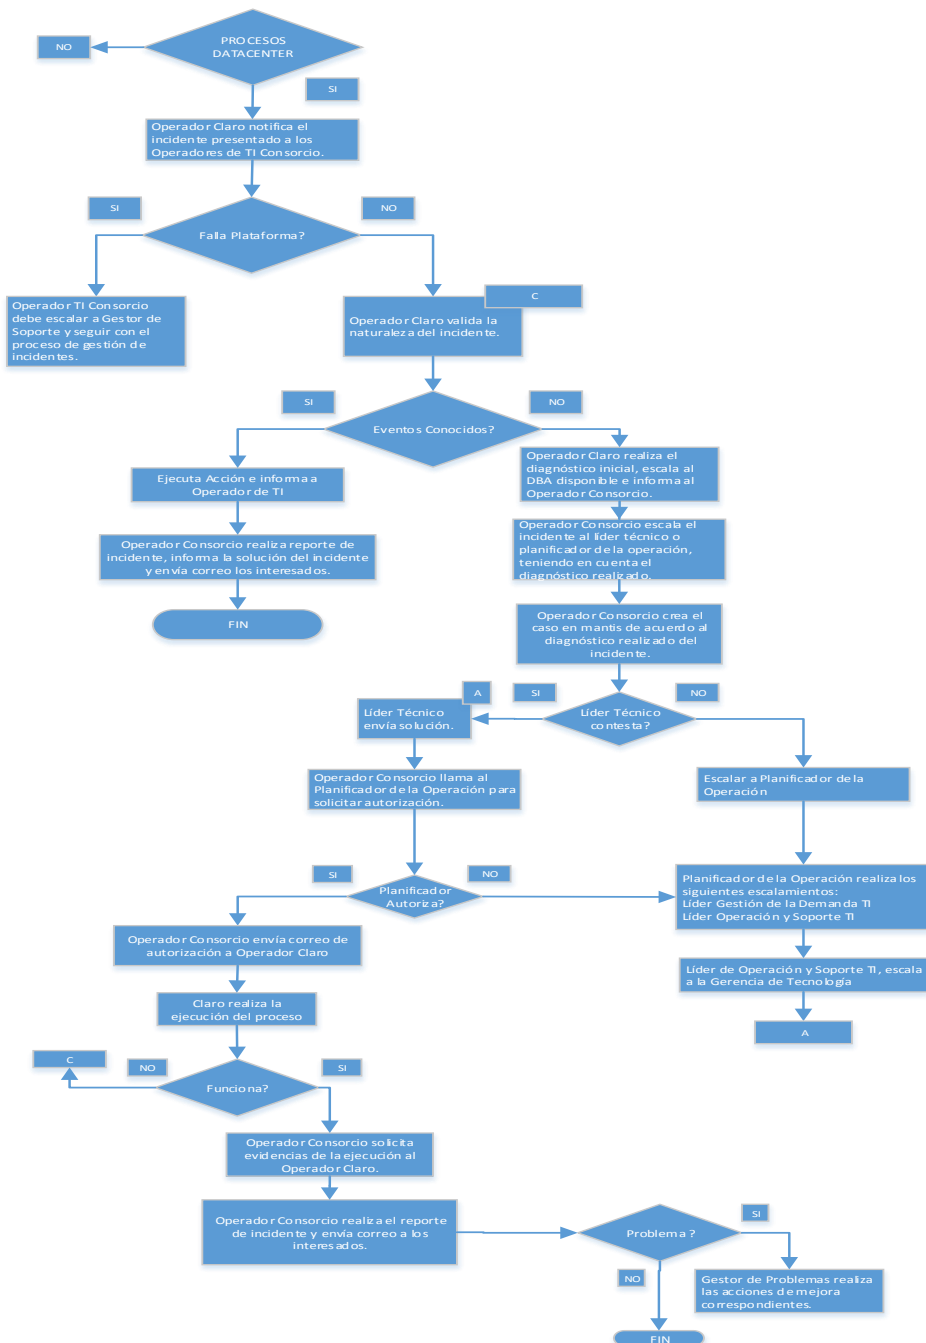 PROCESOS
DATACENTER
NO
SI
Operador Claro notifica el
incidente presentado a los
Operadores de TI Consorcio.
SI
NO
Falla Plataforma?
Operador TI Consorcio
debe escalar a Gestor de
Soporte y seguir con el
proceso de gestión de
incidentes.
C
Operador Claro valida la
naturaleza del incidente.
SI
NO
Eventos Conocidos?
Ejecuta Acción e informa a
Operador de TI
Operador Consorcio realiza reporte de
incidente, informa la solución del incidente
y envía correo los interesados.
FIN
Operador Claro realiza el
diagnóstico inicial, escala al
DBA disponible e informa al
Operador Consorcio.
Operador Consorcio escala el
incidente al líder técnico o
planificador de la operación,
teniendo en cuenta el
diagnóstico realizado.
Operador Consorcio crea el
caso en mantis de acuerdo al
diagnóstico realizado del
incidente.
A
SI
NO
Líder Técnico
envía solución.
Líder Técnico
contesta?
Operador Consorcio llama al
Planificador de la Operación para
solicitar autorización.
Escalar a Planificador de la
Operación
SI
NO
Planificador
Autoriza?
Planificador de la Operación realiza los
siguientes escalamientos:
Líder Gestión de la Demanda TI
Líder Operación y Soporte TI
Operador Consorcio envía correo de
autorización a Operador Claro
Líder de Operación y Soporte TI, escala
a la Gerencia de Tecnología
Claro realiza la
ejecución del proceso
A
C
NO
SI
Funciona?
Operador Consorcio solicita
evidencias de la ejecución al
Operador Claro.
Operador Consorcio realiza el reporte
de incidente y envía correo a los
interesados.
SI
Problema ?
NO
Gestor de Problemas realiza
las acciones de mejora
correspondientes.
FIN